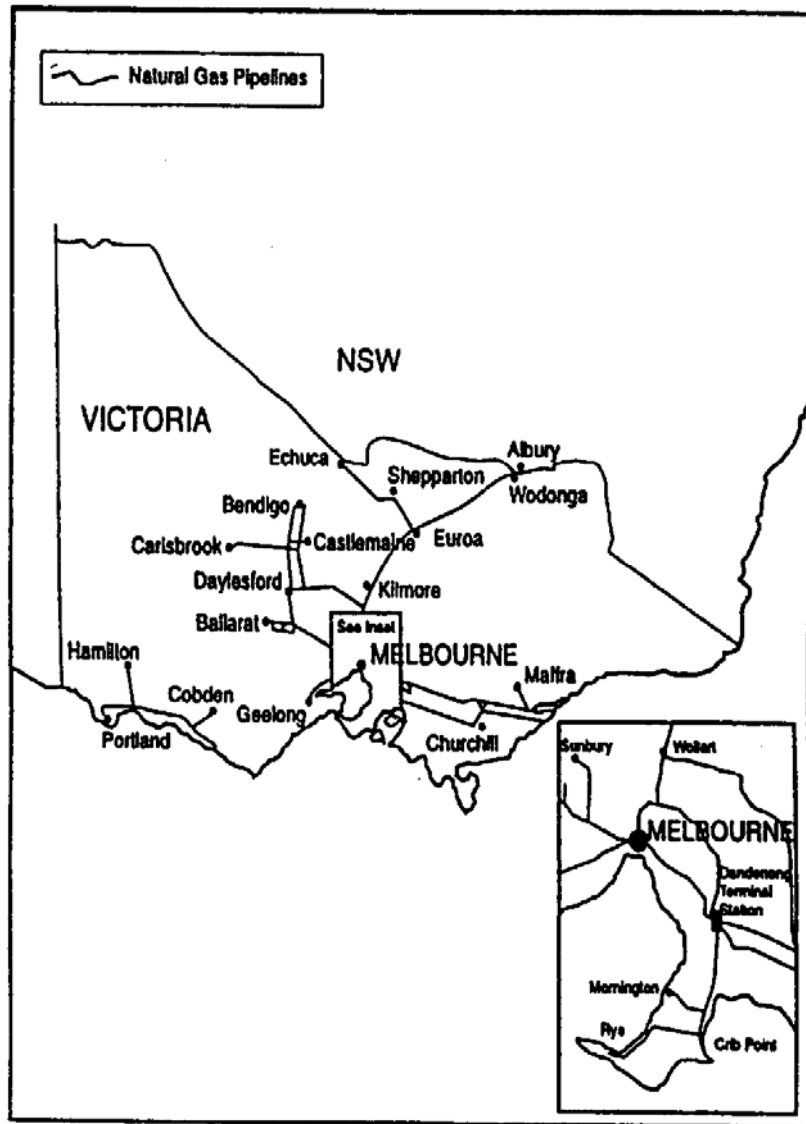 Natural Gas Pipelines
NSW
VICTORIA
Echuca
Albury
Shepparton
Wodonga
Bendigo
Carlsbrook
Castlemaine
Euroa
Daylesford
Kilmore
Ballarat
See Inset
Hamilton
MELBOURNE
Maffra
Cobden
Geelong
Portland
Churchill
Sunbury
Wollert
MELBOURNE
Dandenong
Terminal
Station
Mornington
Rye
Crib Point